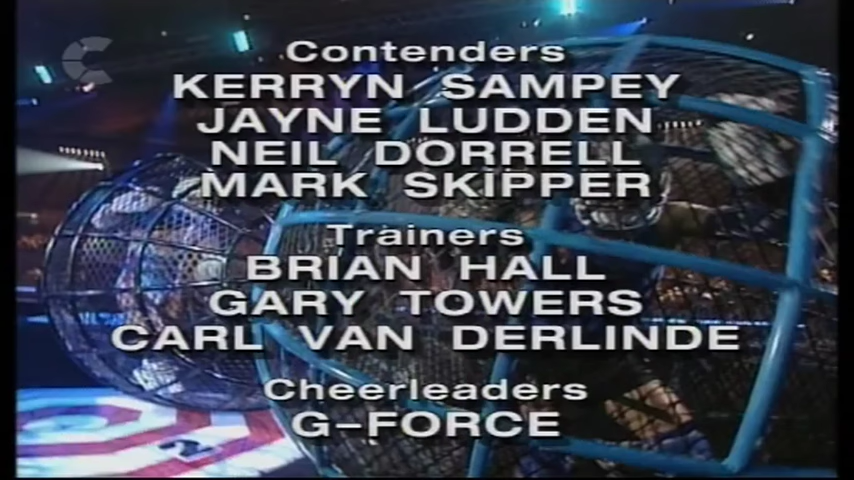 Contenders
KERRYN SAMPEY
JAYNE LUDDEN
NEIL DORRELL
MARK SKIPPER
Trainers
BRIAN HALL
GARY TOWERS
CARL VAN DERLINDE
Cheerleaders
G-FORCE
2